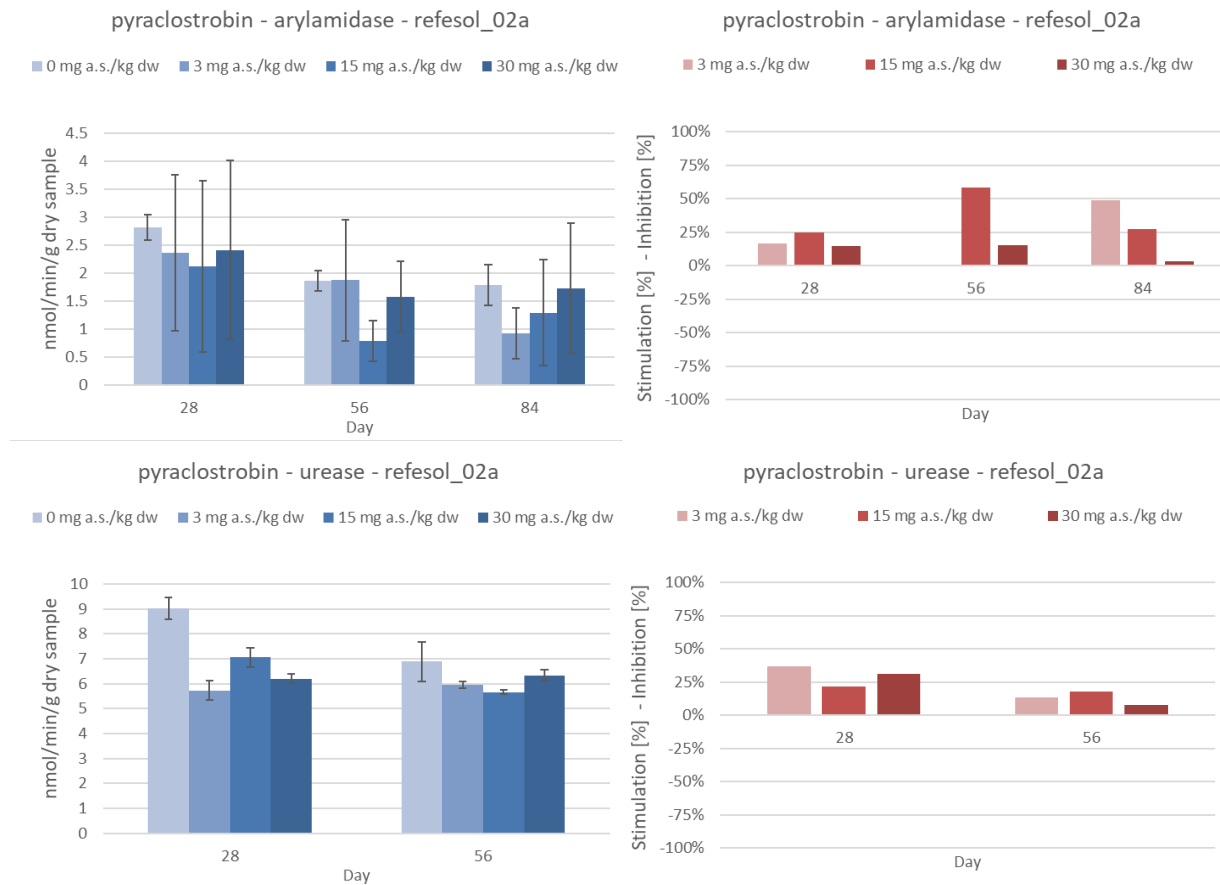 pyraclostrobin - arylamidase - refesol_02a
0 mg a.s./kg dw 3 mg a.s./kg dw 15 mg a.s./kg dw 30 mg a.s./kg dw
nmol/min/g dry sample
4.5
4
3.5
3
2.5
2
1.5
1
0.5
0
28 56 84
Day
pyraclostrobin - arylamidase - refesol_02a
3 mg a.s./kg dw 15 mg a.s./kg dw 30 mg a.s./kg dw
Stimulation [%] - Inhibition [%]
100%
75%
50%
25%
0%
-25%
-50%
-75%
-100%
28 56 84
Day
pyraclostrobin - urease - refesol_02a
0 mg a.s./kg dw 3 mg a.s./kg dw 15 mg a.s./kg dw 30 mg a.s./kg dw
nmol/min/g dry sample
10
9
8
7
6
5
4
3
2
1
0
28 56
Day
pyraclostrobin - urease - refesol_02a
3 mg a.s./kg dw 15 mg a.s./kg dw 30 mg a.s./kg dw
Stimulation [%] - Inhibition [%]
100%
75%
50%
25%
0%
-25%
-50%
-75%
-100%
28 56
Day